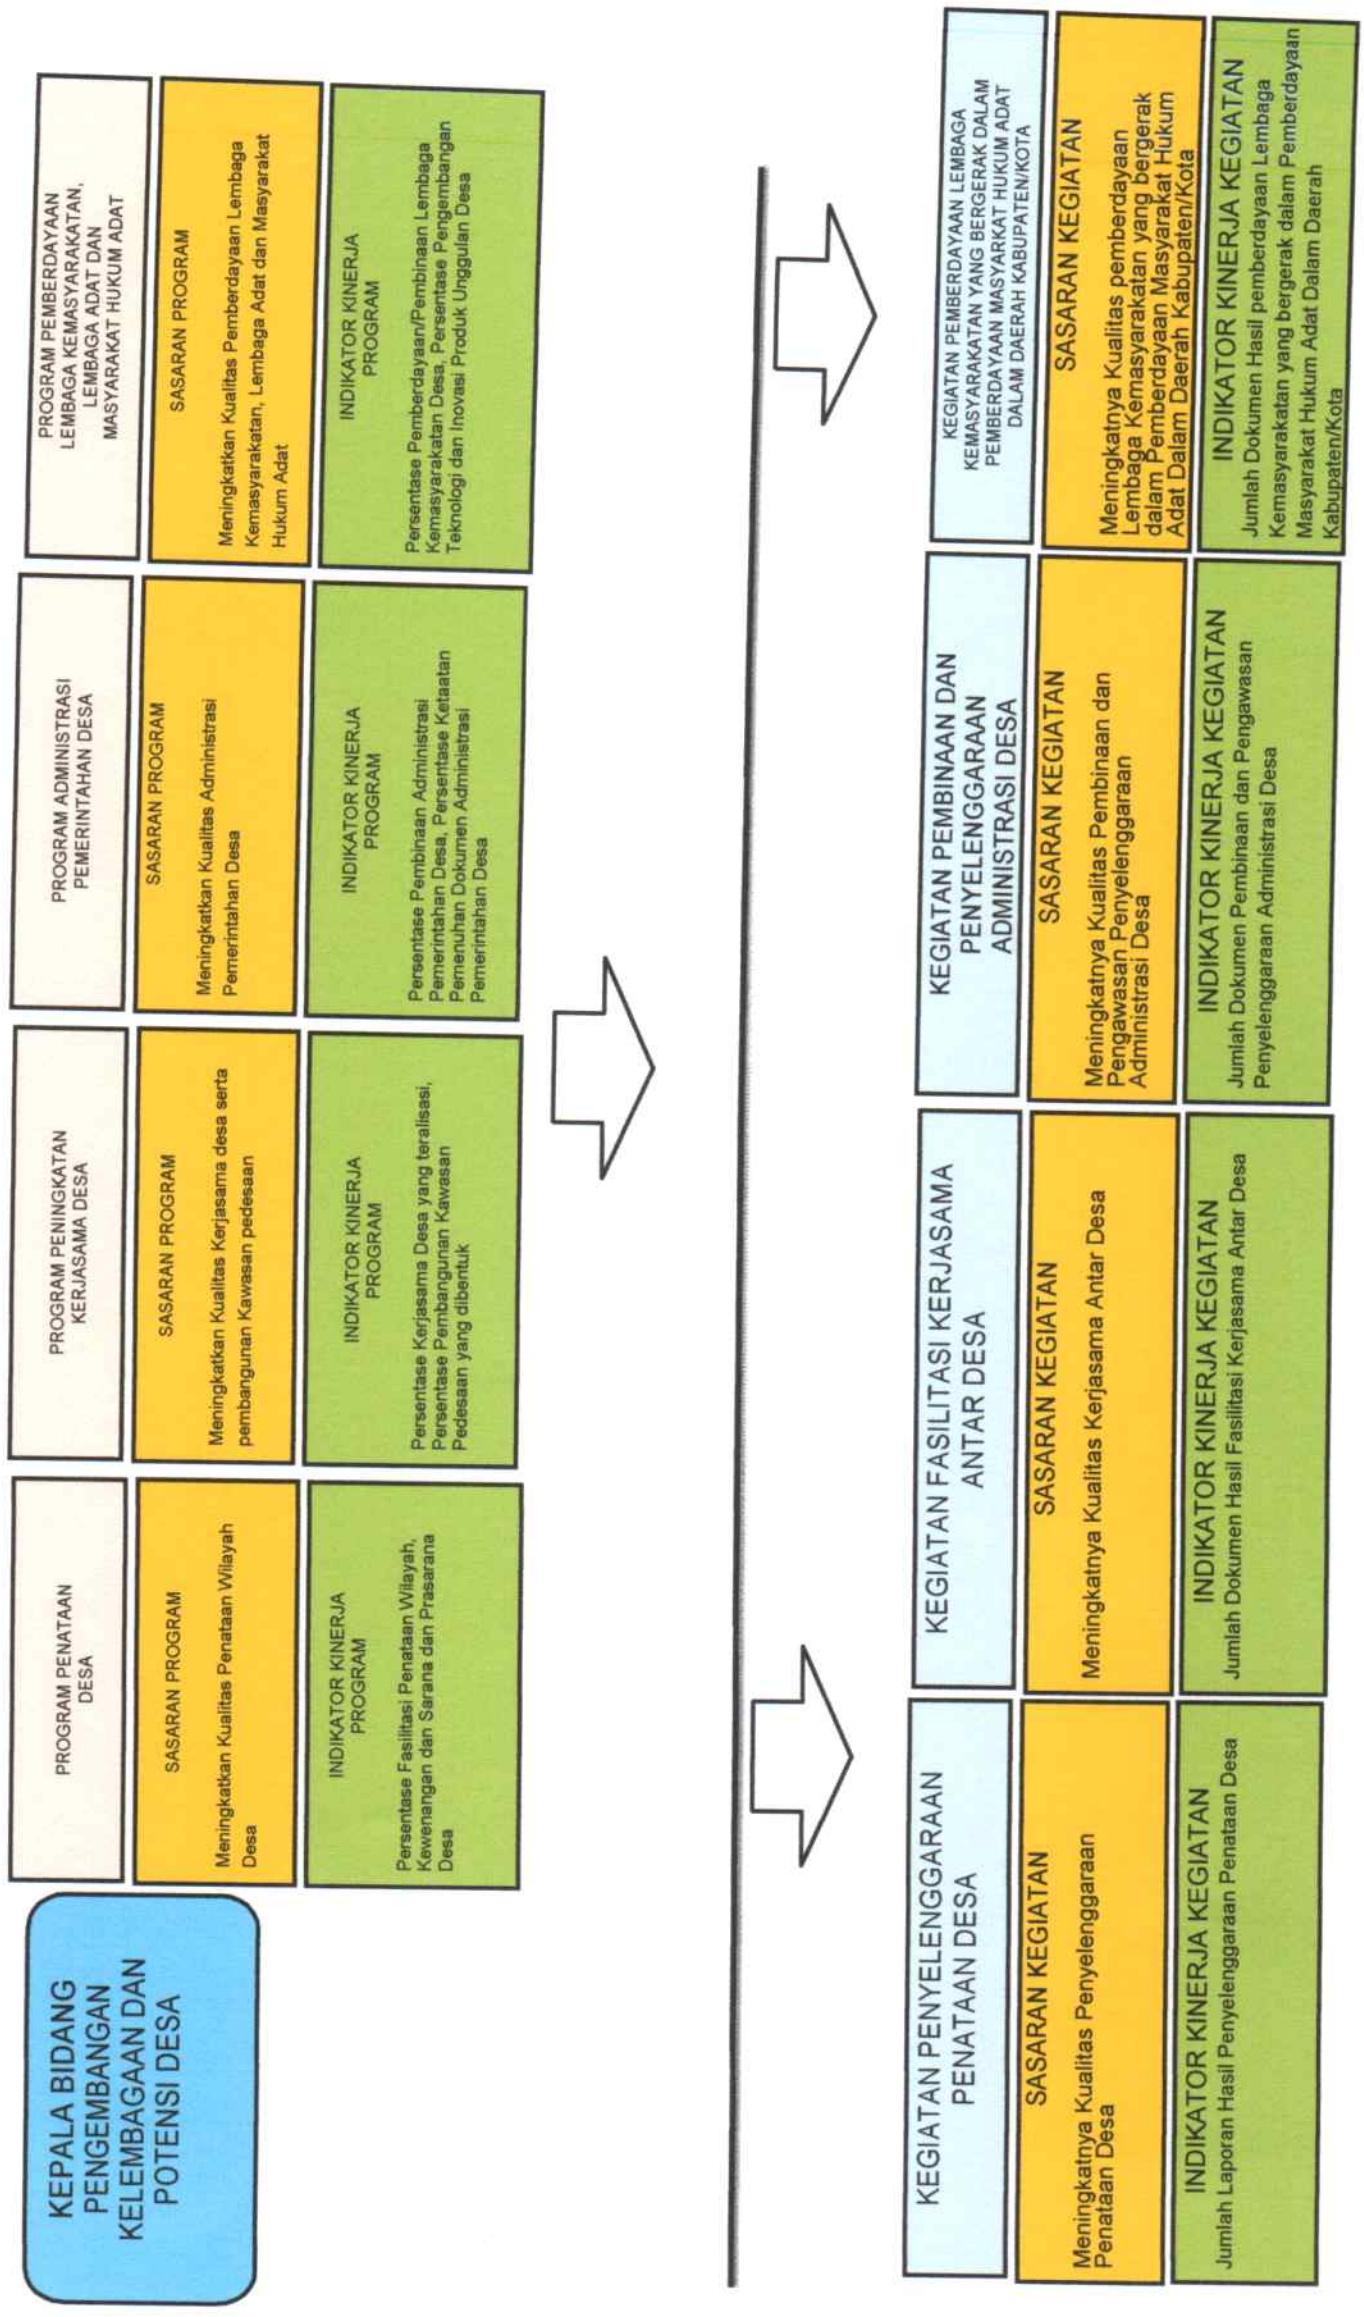 KEPALA BIDANG
PENGEMBANGAN
KELEMBAGAAN DAN
POTENSI DESA
PROGRAM PENATAAN
DESA
SASARAN PROGRAM
Meningkatkan Kualitas Penataan Wilayah
Desa
INDIKATOR KINERJA
PROGRAM
Persentase Fasilitasi Penataan Wilayah,
Kewenangan dan Sarana dan Prasarana
Desa
PROGRAM PENINGKATAN
KERJASAMA DESA
SASARAN PROGRAM
Meningkatkan Kualitas Kerjasama desa serta
pembangunan Kawasan pedesaan
INDIKATOR KINERJA
PROGRAM
Persentase Kerjasama Desa yang teralisasi,
Persentase Pembangunan Kawasan
Pedesaan yang dibentuk
PROGRAM ADMINISTRASI
PEMERINTAHAN DESA
SASARAN PROGRAM
Meningkatkan Kualitas Administrasi
Pemerintahan Desa
INDIKATOR KINERJA
PROGRAM
Persentase Pembinaan Administrasi
Pemerintahan Desa, Persentase Ketaatan
Pemenuhan Dokumen Administrasi
Pemerintahan Desa
PROGRAM PEMBERDAYAAN
LEMBAGA KEMASYARAKATAN,
LEMBAGA ADAT DAN
MASYARAKAT HUKUM ADAT
SASARAN PROGRAM
Meningkatkan Kualitas Pemberdayaan Lembaga
Kemasyarakatan, Lembaga Adat dan Masyarakat
Hukum Adat
INDIKATOR KINERJA
PROGRAM
Persentase Pemberdayaan/Pembinaan Lembaga
Kemasyarakatan Desa, Persentase Pengembangan
Teknologi dan Inovasi Produk Unggulan Desa
KEGIATAN PENYELENGGARAAN
PENATAAN DESA
SASARAN KEGIATAN
Meningkatnya Kualitas Penyelenggaraan
Penataan Desa
INDIKATOR KINERJA KEGIATAN
Jumlah Laporan Hasil Penyelenggaraan Penataan Desa
KEGIATAN FASILITASI KERJASAMA
ANTAR DESA
SASARAN KEGIATAN
Meningkatnya Kualitas Kerjasama Antar Desa
INDIKATOR KINERJA KEGIATAN
Jumlah Dokumen Hasil Fasilitasi Kerjasama Antar Desa
KEGIATAN PEMBINAAN DAN
PENYELENGGARAAN
ADMINISTRASI DESA
SASARAN KEGIATAN
Meningkatnya Kualitas Pembinaan dan
Pengawasan Penyelenggaraan
Administrasi Desa
INDIKATOR KINERJA KEGIATAN
Jumlah Dokumen Pembinaan dan Pengawasan
Penyelenggaraan Administrasi Desa
KEGIATAN PEMBERDAYAAN LEMBAGA
KEMASYARAKATAN YANG BERGERAK DALAM
PEMBERDAYAAN MASYARKAT HUKUM ADAT
DALAM DAERAH KABUPATEN/KOTA
SASARAN KEGIATAN
Meningkatnya Kualitas pemberdayaan
Lembaga Kemasyarakatan yang bergerak
dalam Pemberdayaan Masyarakat Hukum
Adat Dalam Daerah Kabupaten/Kota
INDIKATOR KINERJA KEGIATAN
Jumlah Dokumen Hasil pemberdayaan Lembaga
Kemasyarakatan yang bergerak dalam Pemberdayaan
Masyarakat Hukum Adat Dalam Daerah
Kabupaten/Kota